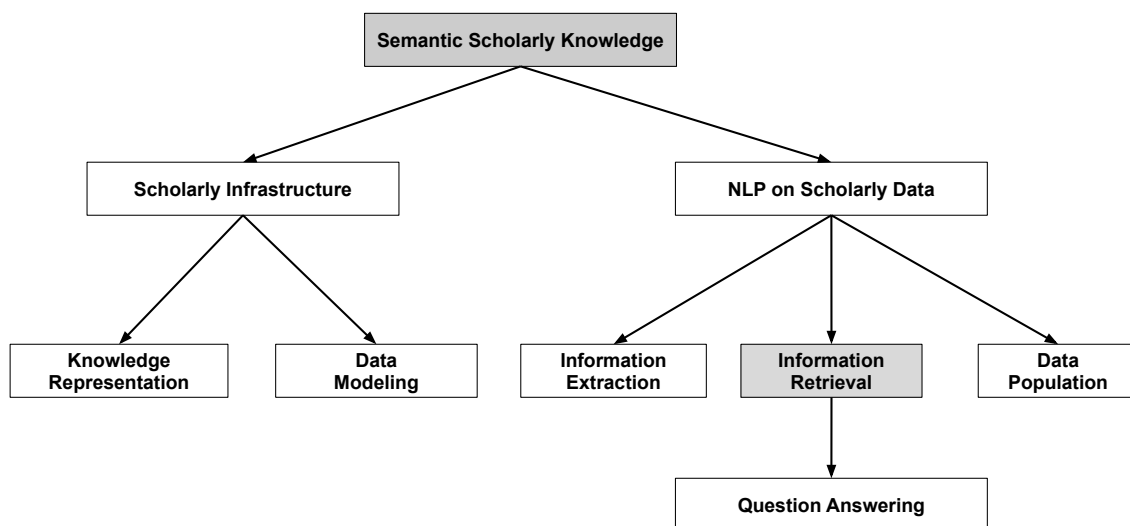 Semantic Scholarly Knowledge
Scholarly Infrastructure
NLP on Scholarly Data
Knowledge
Representation
Data
Modeling
Information
Extraction
Information
Retrieval
Data
Population
Question Answering